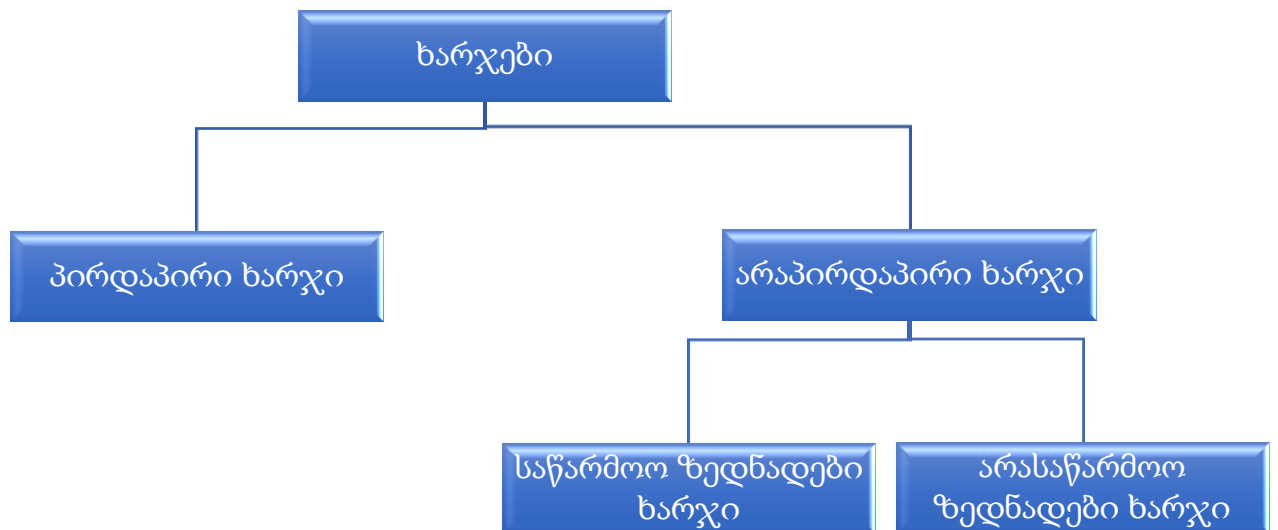 ხარჯები
პირდაპირი ხარჯი
არაპირდაპირი ხარჯი
საწარმოო ზედნადები
ხარჯი
არასაწარმოო
ზედნადები ხარჯი